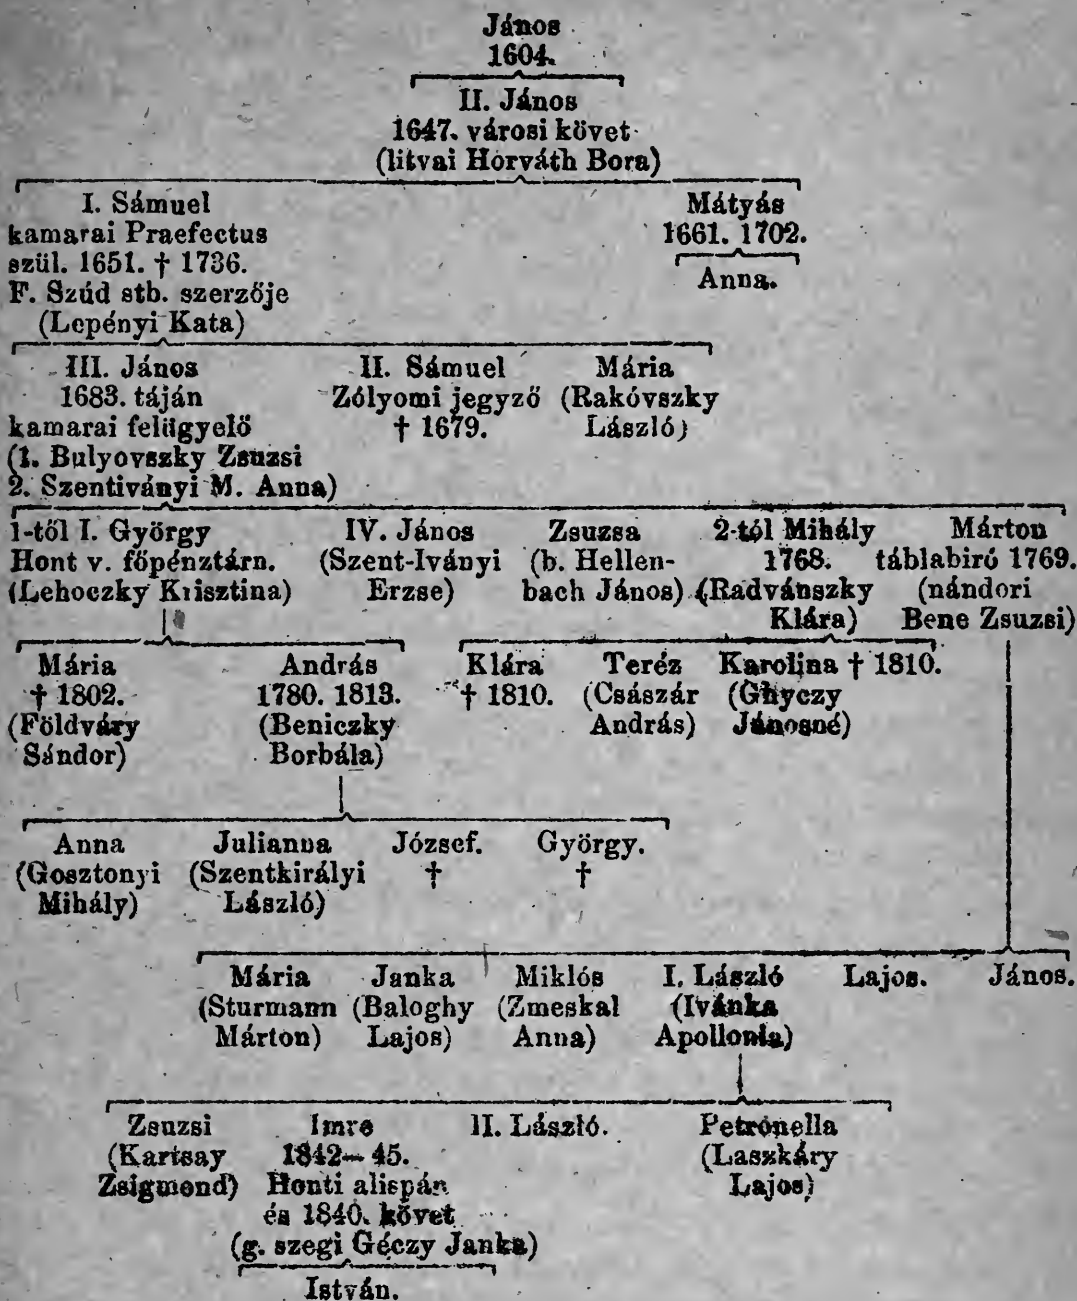 János
1604.
II. János
1647. városi követ
(litvai Horváth Bora)
I. Sámuel
kamarai Praefectus
szül. 1651. † 1736.
F. Szúd stb. szerzője
(Lepényi Kata)
Mátyás
1661. 1702.
Anna.
III. János
1683. táján
kamarai felügyelő
(1. Bulyovszky Zsuzsi
2. Szentiványi M. Anna)
II. Sámuel
Zólyomi jegyző
† 1679.
Mária
(Rakóvszky
László)
1-től I. György
Hont v. főpénztárn.
(Lehoczky Krisztina)
IV. János
(Szent-Iványi
Erzse)
Zsuzsa
(b. Hellen-
bach János)
2-tól Mihály
1768.
(Radvánszky
Klára)
Márton
táblabiró 1769.
(nándori
Bene Zsuzsi)
Mária
† 1802.
(Földváry
Sándor)
András
1780. 1813.
(Beniczky
Borbála)
Klára
† 1810.
Teréz
(Császár
András)
Karolina † 1810.
(Ghyczy
Jánosné)
Anna
(Gosztonyi
Mihály)
Julianna
(Szentkirályi
László)
József.
†
György.
†
Mária
(Sturmann
Márton)
Janka
(Baloghy
Lajos)
Miklós
(Zmeskal
Anna)
I. László
(Ivánka
Apollonia)
Lajos.
János.
Zsuzsi
(Kartsay
Zsigmond)
Imre
1842–45.
Honti alispán
és 1840. követ
(g. szegi Géczy Janka)
II. László.
Petronella
(Laszkáry
Lajos)
István.